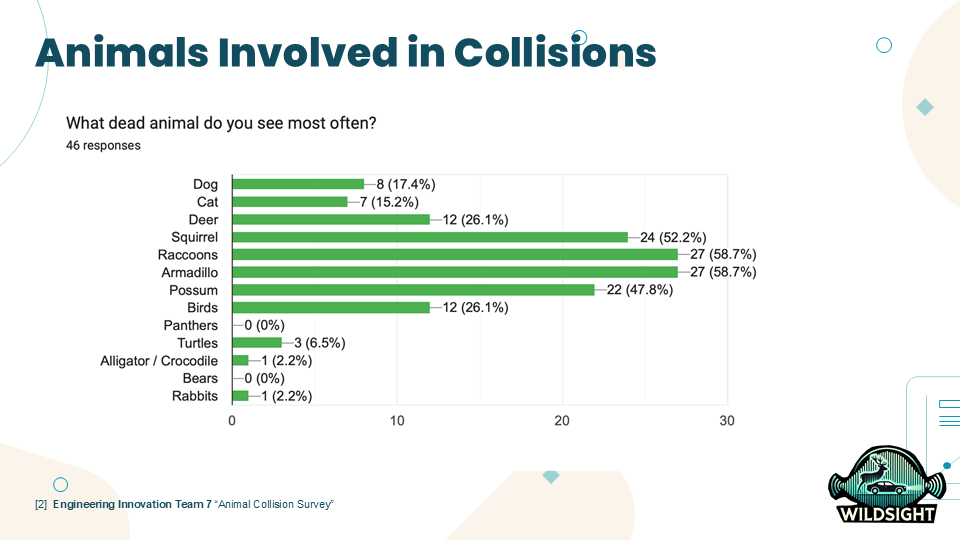 Animals Involved in Collisions
What dead animal do you see most often?
46 responses
Dog 8 (17.4%)
Cat 7 (15.2%)
Deer 12 (26.1%)
Squirrel 24 (52.2%)
Raccoons 27 (58.7%)
Armadillo 27 (58.7%)
Possum 22 (47.8%)
Birds 12 (26.1%)
Panthers 0 (0%)
Turtles 3 (6.5%)
Alligator / Crocodile 1 (2.2%)
Bears 0 (0%)
Rabbits 1 (2.2%)
0 10 20 30
[2] Engineering Innovation Team 7 “Animal Collision Survey”
WILDSIGHT